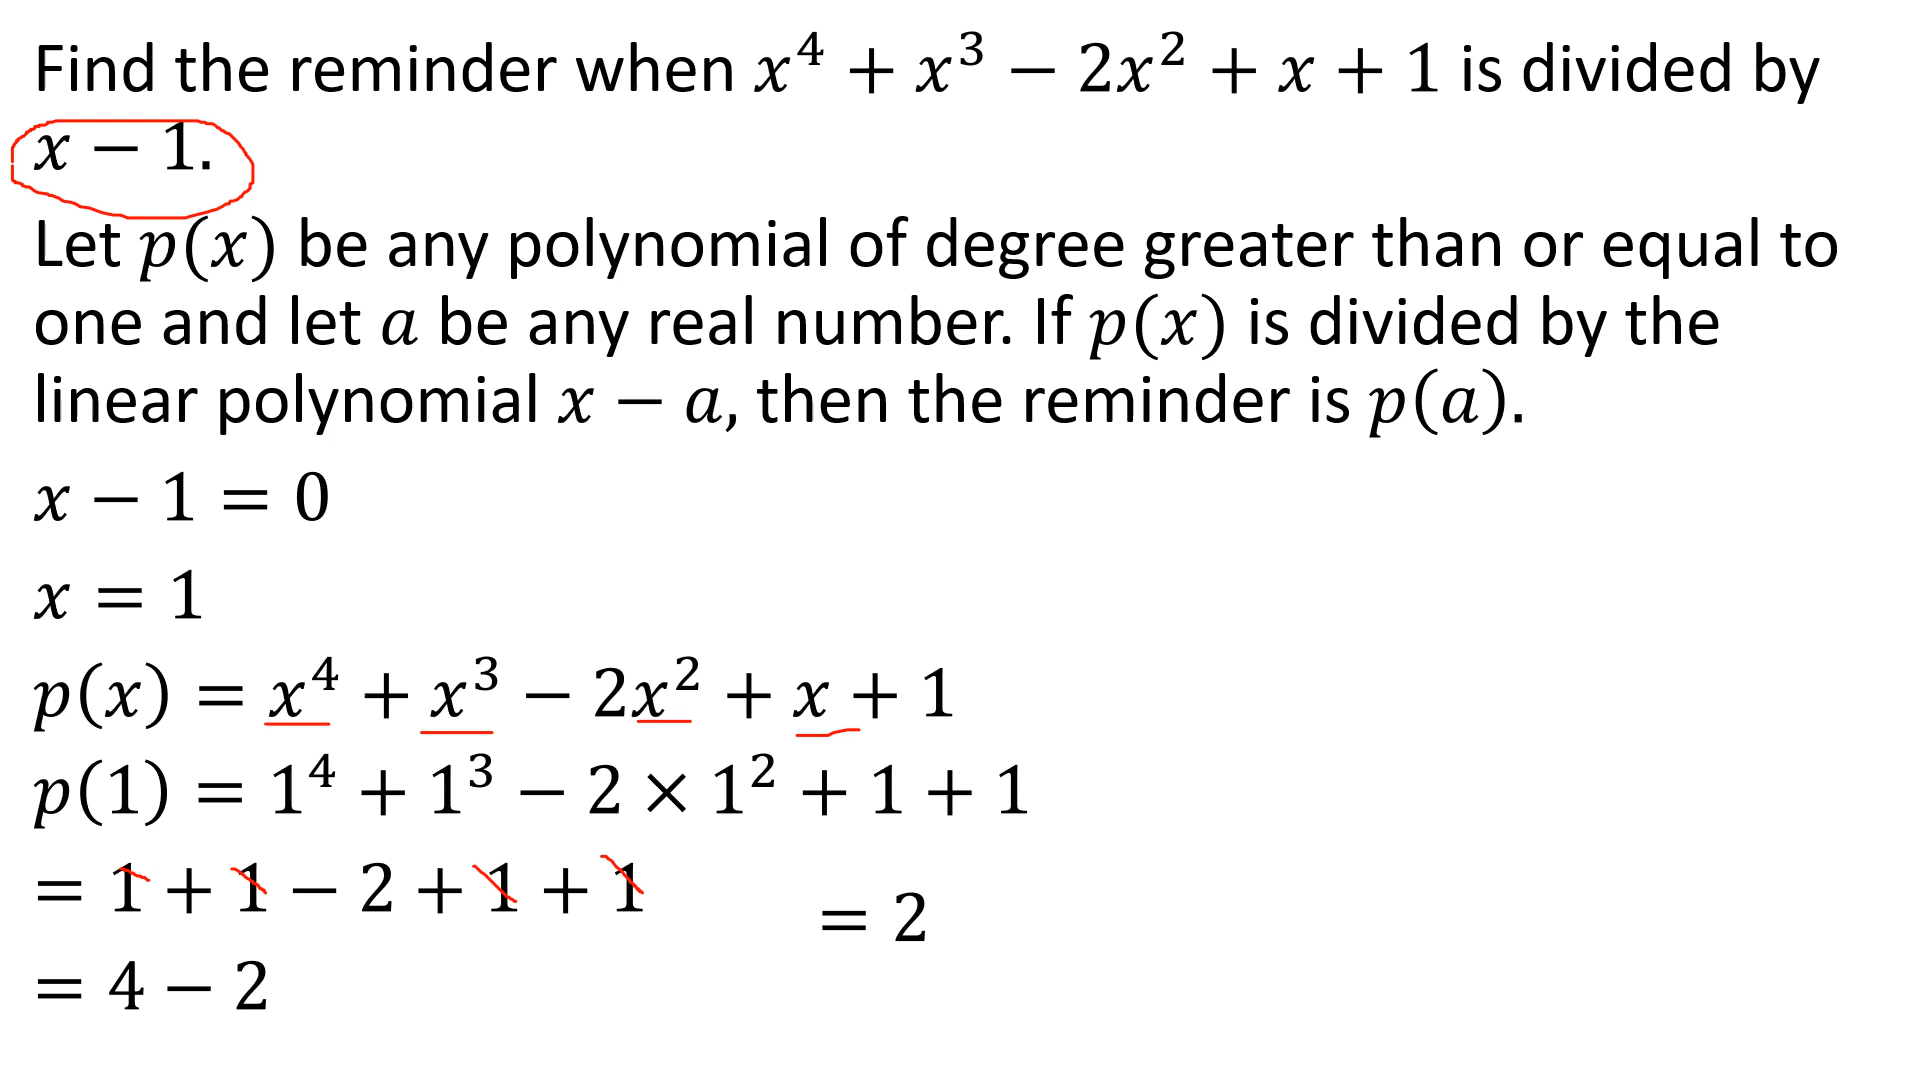 Find the reminder when x⁴ + x³ − 2x² + x + 1 is divided by
x − 1.
Let p(x) be any polynomial of degree greater than or equal to
one and let a be any real number. If p(x) is divided by the
linear polynomial x − a, then the reminder is p(a).
x − 1 = 0
x = 1
p(x) = x⁴ + x³ − 2x² + x + 1
p(1) = 1⁴ + 1³ − 2 × 1² + 1 + 1
= 1 + 1 − 2 + 1 + 1
= 4 − 2
= 2